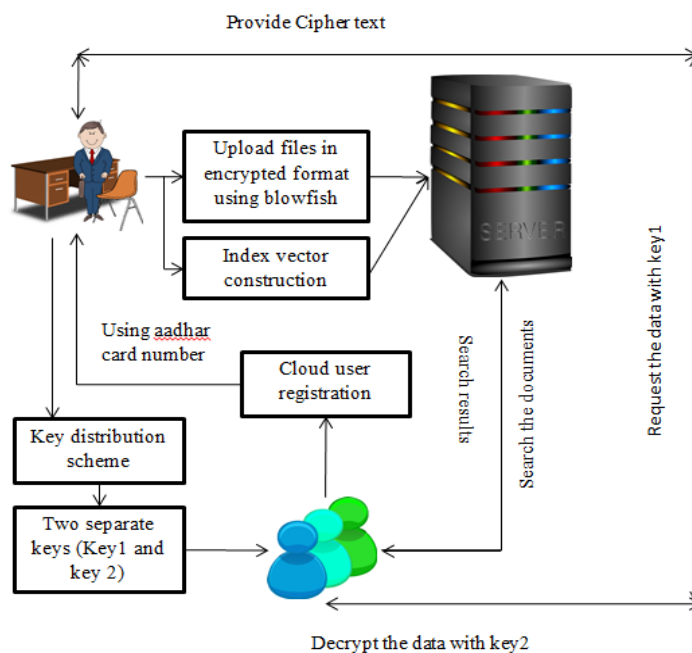 Provide Cipher text
Upload files in
encrypted format
using blowfish
SERVER
Index vector
construction
Using aadhar
card number
Cloud user
registration
Search results
Search the documents
Request the data with key1
Key distribution
scheme
Two separate
keys (Key1 and
key 2)
Decrypt the data with key2